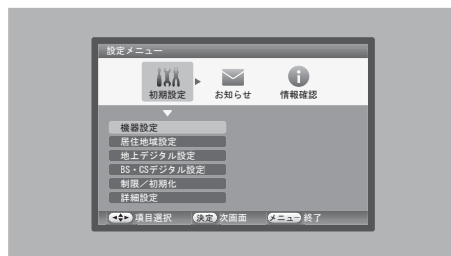 設定メニュー
初期設定 お知らせ 情報確認
機器設定
居住地域設定
地上デジタル設定
BS・CSデジタル設定
制限／初期化
詳細設定
項目選択 決定 次画面 メニュー 終了